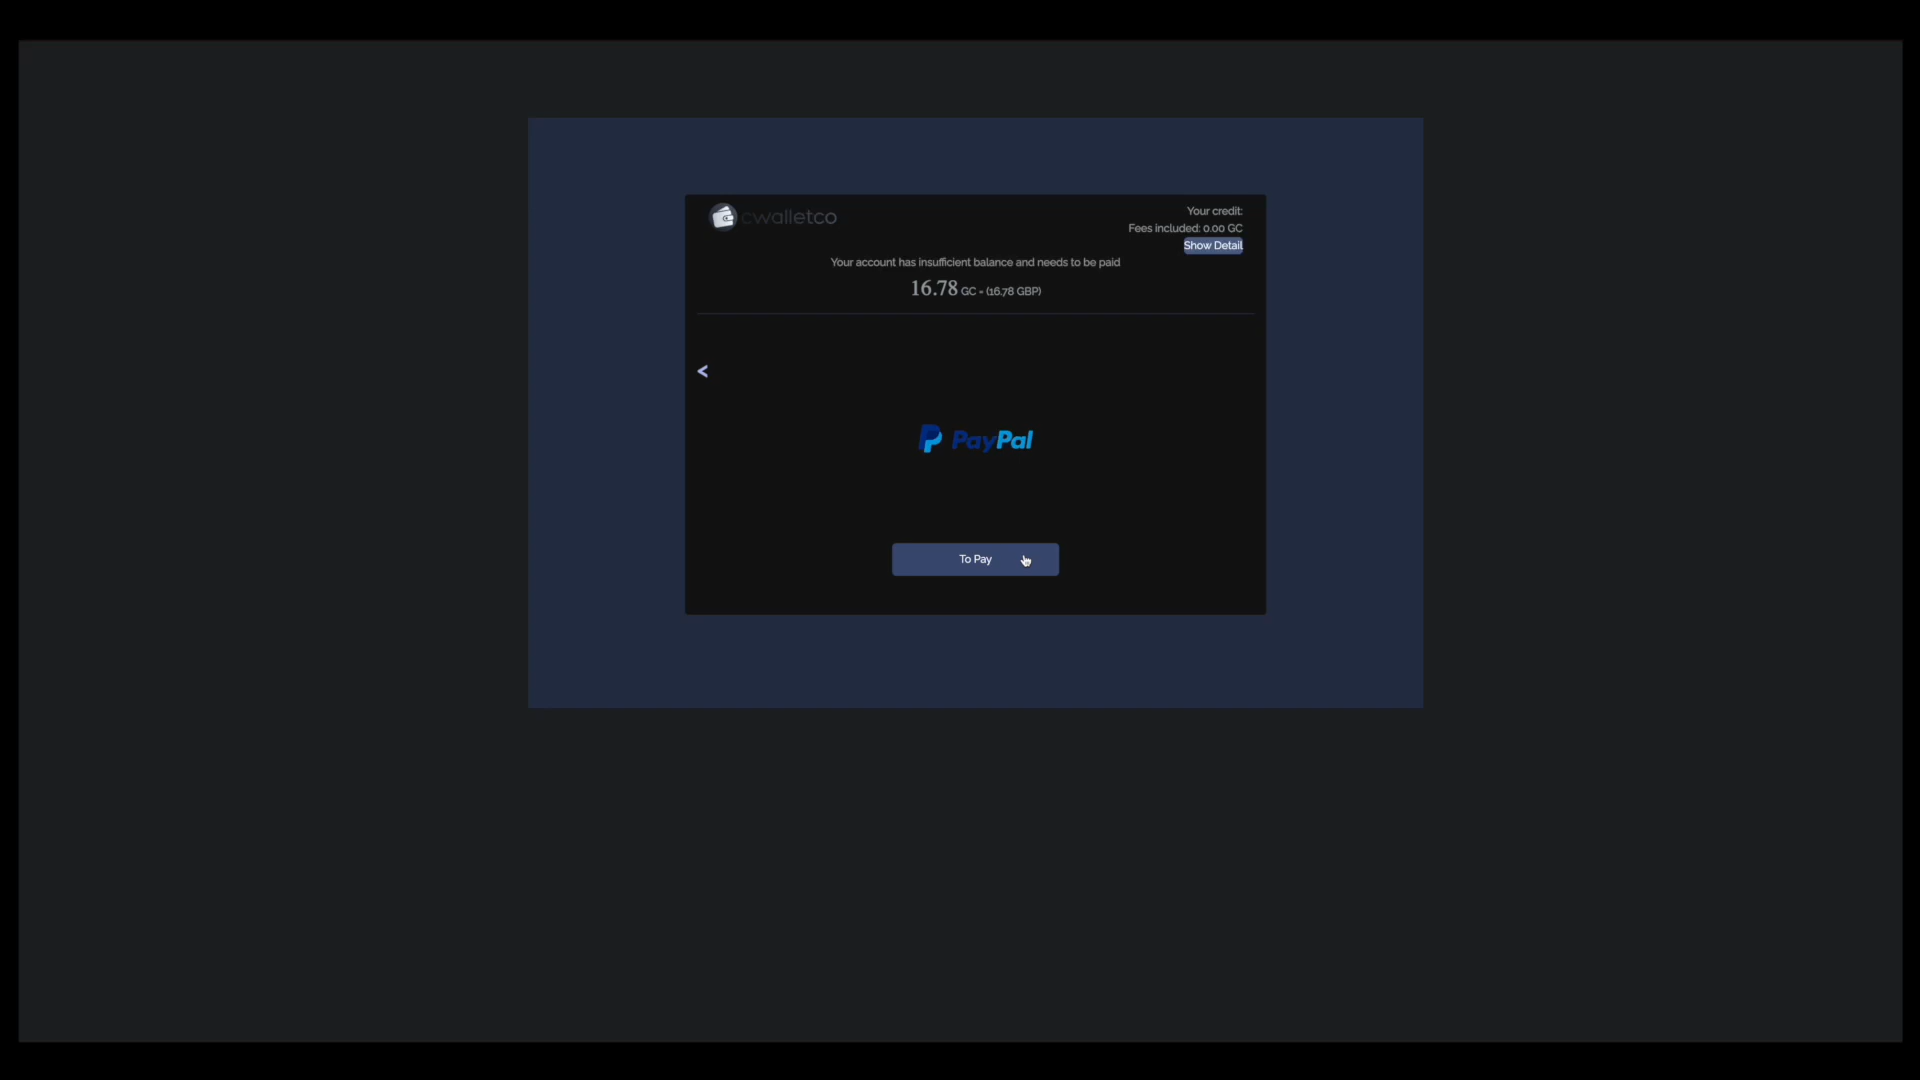 cwalletco
Your credit:
Fees included: 0.00 GC
Show Detail
Your account has insufficient balance and needs to be paid
16.78 GC = (16.78 GBP)
<
PayPal
To Pay